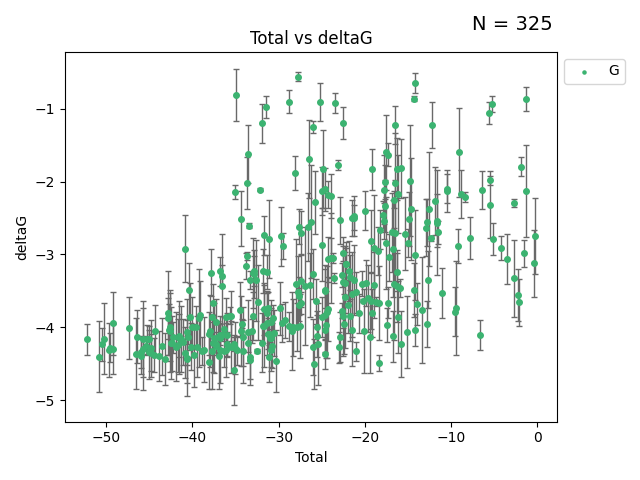 N = 325
Total vs deltaG
G
deltaG
−1
−2
−3
−4
−5
−50 −40 −30 −20 −10 0
Total